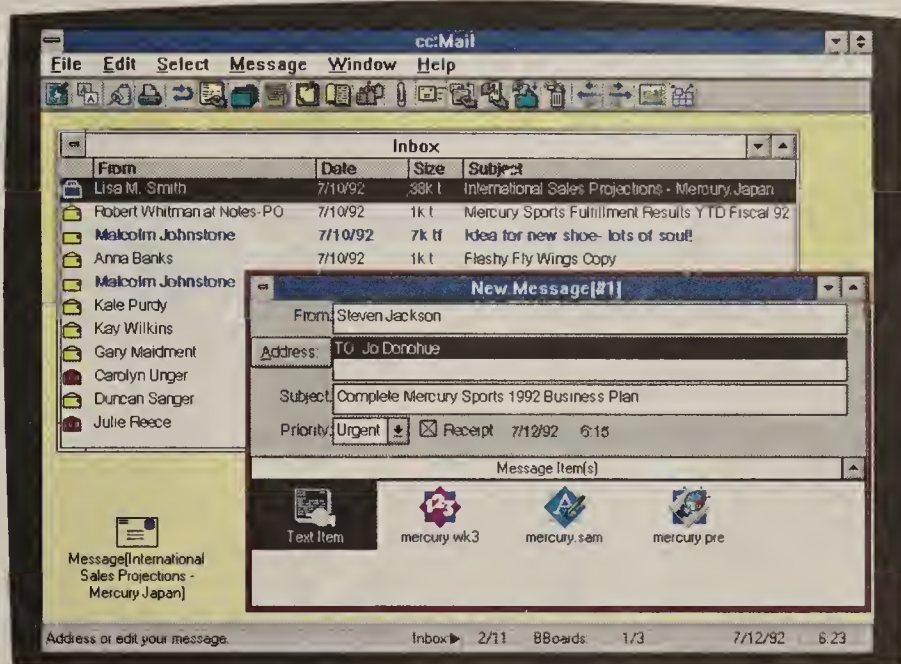 cc:Mail
File Edit Select Message Window Help
Inbox
From Date Size Subject
Lisa M. Smith 7/10/92 38k t International Sales Projections - Mercury Japan
Robert Whitman at Notes-PO 7/10/92 1k t Mercury Sports Fulfillment Results YTD Fiscal 92
Malcolm Johnstone 7/10/92 7k tf Idea for new shoe- lots of soul!
Anna Banks 7/10/92 1k t Flashy Fly Wings Copy
Malcolm Johnstone
Kate Purdy
Kay Wilkins
Gary Maidment
Carolyn Unger
Duncan Sanger
Julie Reece
New Message[#1]
From: Steven Jackson
Address: TO Jo Donohue
Subject: Complete Mercury Sports 1992 Business Plan
Priority: Urgent Receipt 7/12/92 6:15
Message Item(s)
123
Text Item mercury.wk3 mercury.sam mercury.pre
Message[International
Sales Projections -
Mercury Japan]
Address or edit your message. Inbox 2/11 BBoards: 1/3 7/12/92 6:23